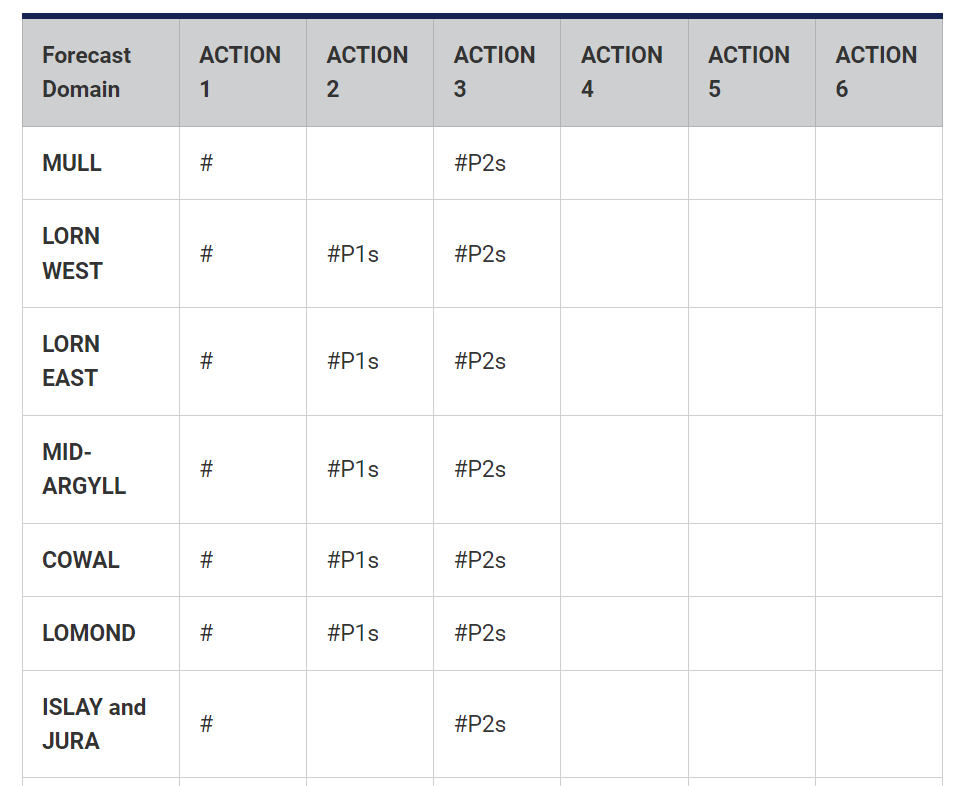 Forecast Domain | ACTION 1 | ACTION 2 | ACTION 3 | ACTION 4 | ACTION 5 | ACTION 6
MULL | # | | #P2s | | |
LORN WEST | # | #P1s | #P2s | | |
LORN EAST | # | #P1s | #P2s | | |
MID-ARGYLL | # | #P1s | #P2s | | |
COWAL | # | #P1s | #P2s | | |
LOMOND | # | #P1s | #P2s | | |
ISLAY and JURA | # | | #P2s | | |